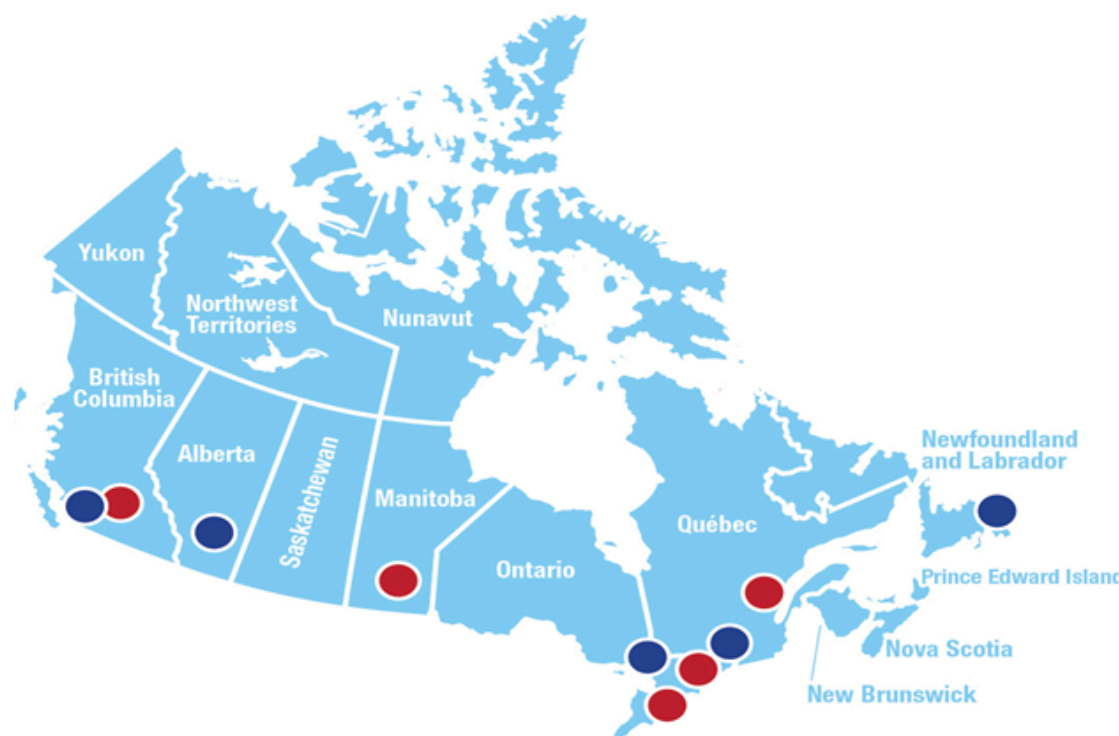 Yukon
Northwest
Territories
Nunavut
British
Columbia
Alberta
Saskatchewan
Manitoba
Ontario
Québec
Newfoundland
and Labrador
Prince Edward Island
Nova Scotia
New Brunswick